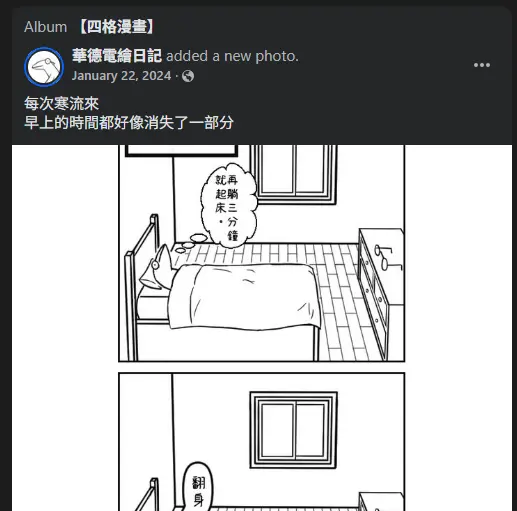 Album 【四格漫畫】
華德電繪日記 added a new photo.
January 22, 2024 ·
每次寒流來
早上的時間都好像消失了一部分
再躺三分鐘
就起床。
翻身